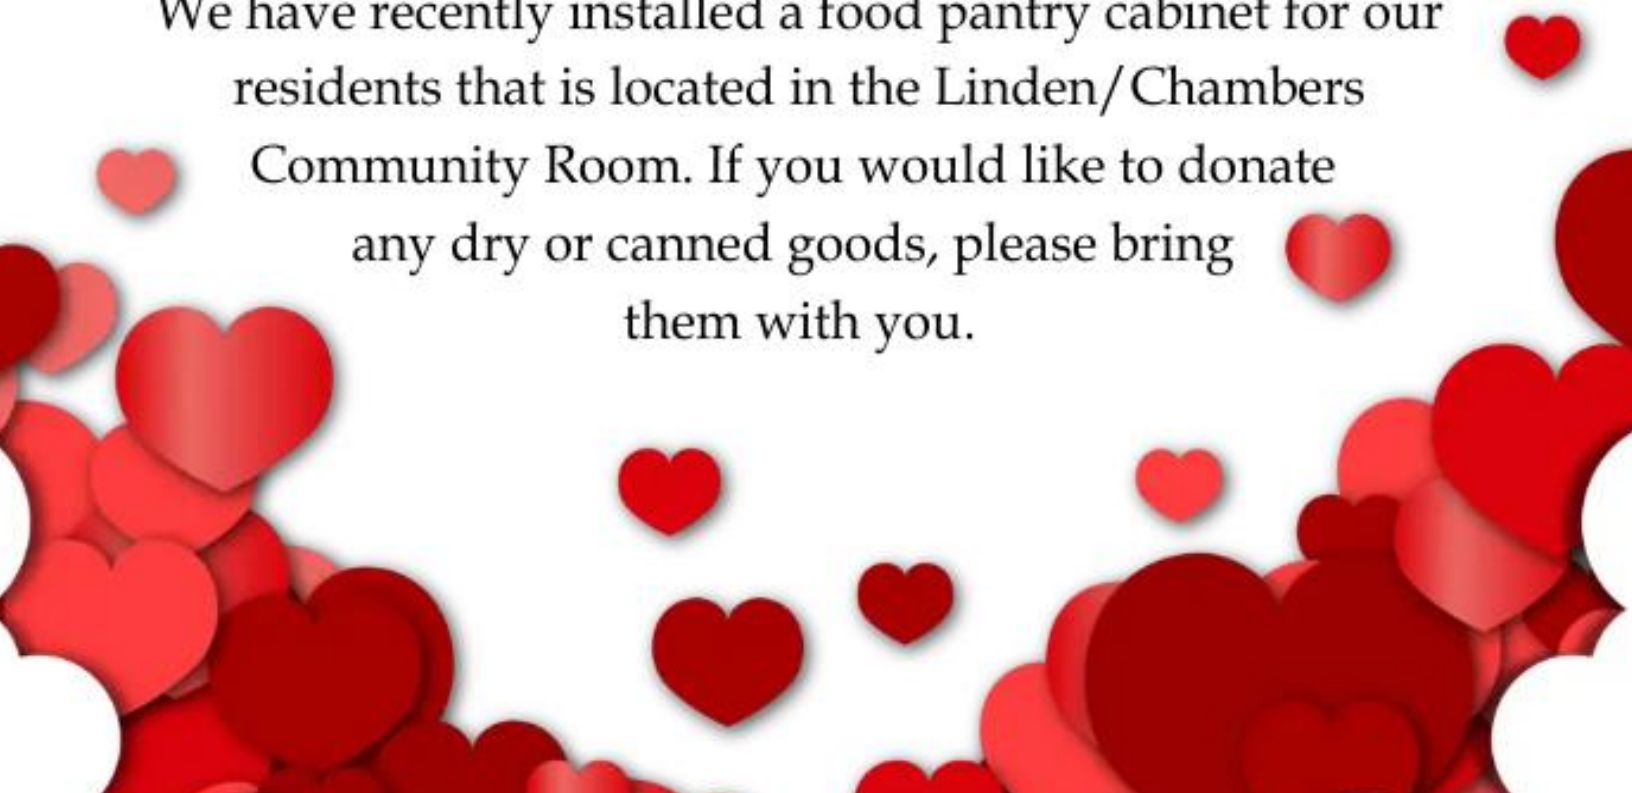 We have recently installed a food pantry cabinet for our
residents that is located in the Linden/Chambers
Community Room. If you would like to donate
any dry or canned goods, please bring
them with you.